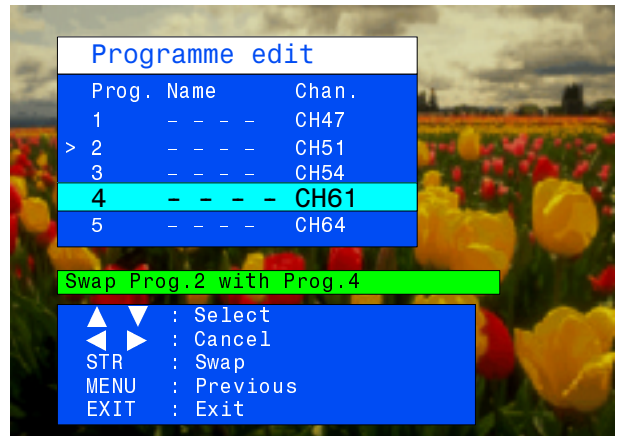 Programme edit
Prog. Name Chan.
1 – – – – CH47
> 2 – – – – CH51
3 – – – – CH54
4 – – – – CH61
5 – – – – CH64
Swap Prog.2 with Prog.4
▲ ▼ : Select
◀ ▶ : Cancel
STR : Swap
MENU : Previous
EXIT : Exit